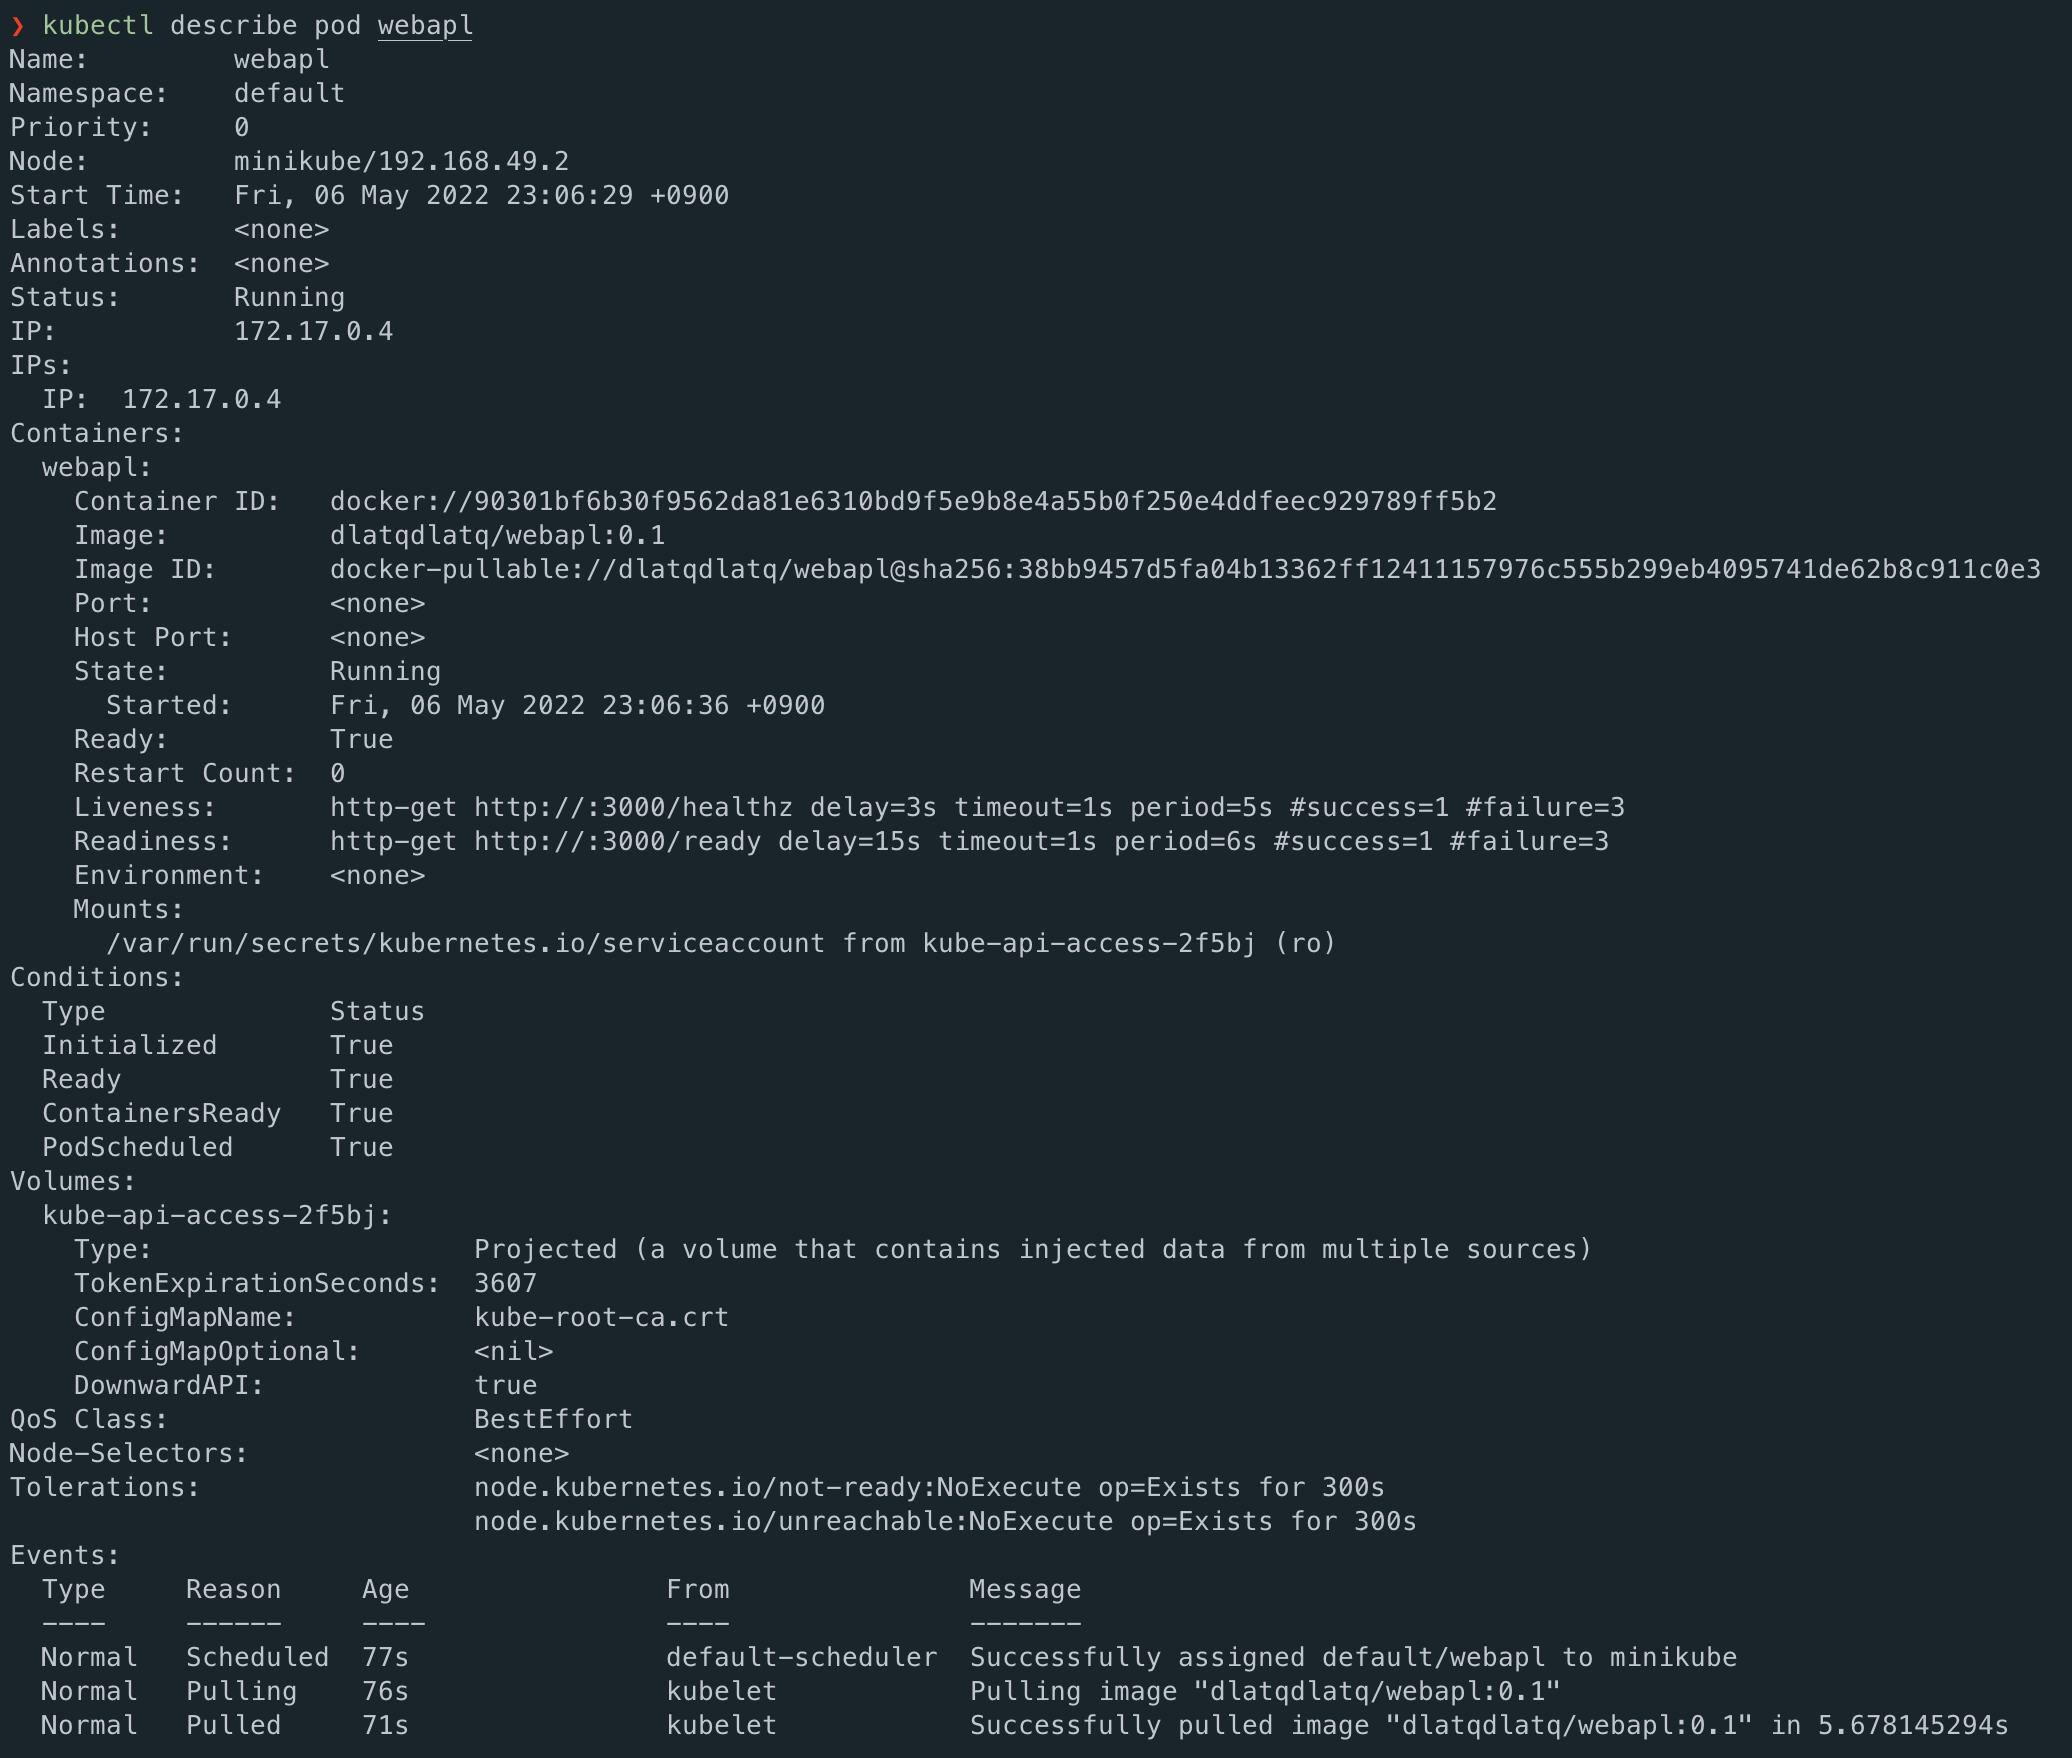 ❯ kubectl describe pod webapl
Name:         webapl
Namespace:    default
Priority:     0
Node:         minikube/192.168.49.2
Start Time:   Fri, 06 May 2022 23:06:29 +0900
Labels:       <none>
Annotations:  <none>
Status:       Running
IP:           172.17.0.4
IPs:
  IP:  172.17.0.4
Containers:
  webapl:
    Container ID:   docker://90301bf6b30f9562da81e6310bd9f5e9b8e4a55b0f250e4ddfeec929789ff5b2
    Image:          dlatqdlatq/webapl:0.1
    Image ID:       docker-pullable://dlatqdlatq/webapl@sha256:38bb9457d5fa04b13362ff12411157976c555b299eb4095741de62b8c911c0e3
    Port:           <none>
    Host Port:      <none>
    State:          Running
      Started:      Fri, 06 May 2022 23:06:36 +0900
    Ready:          True
    Restart Count:  0
    Liveness:       http-get http://:3000/healthz delay=3s timeout=1s period=5s #success=1 #failure=3
    Readiness:      http-get http://:3000/ready delay=15s timeout=1s period=6s #success=1 #failure=3
    Environment:    <none>
    Mounts:
      /var/run/secrets/kubernetes.io/serviceaccount from kube-api-access-2f5bj (ro)
Conditions:
  Type              Status
  Initialized       True
  Ready             True
  ContainersReady   True
  PodScheduled      True
Volumes:
  kube-api-access-2f5bj:
    Type:                    Projected (a volume that contains injected data from multiple sources)
    TokenExpirationSeconds:  3607
    ConfigMapName:           kube-root-ca.crt
    ConfigMapOptional:       <nil>
    DownwardAPI:             true
QoS Class:                   BestEffort
Node-Selectors:              <none>
Tolerations:                 node.kubernetes.io/not-ready:NoExecute op=Exists for 300s
                             node.kubernetes.io/unreachable:NoExecute op=Exists for 300s
Events:
  Type     Reason     Age                From               Message
  ----     ------     ----               ----               -------
  Normal   Scheduled  77s                default-scheduler  Successfully assigned default/webapl to minikube
  Normal   Pulling    76s                kubelet            Pulling image "dlatqdlatq/webapl:0.1"
  Normal   Pulled     71s                kubelet            Successfully pulled image "dlatqdlatq/webapl:0.1" in 5.678145294s